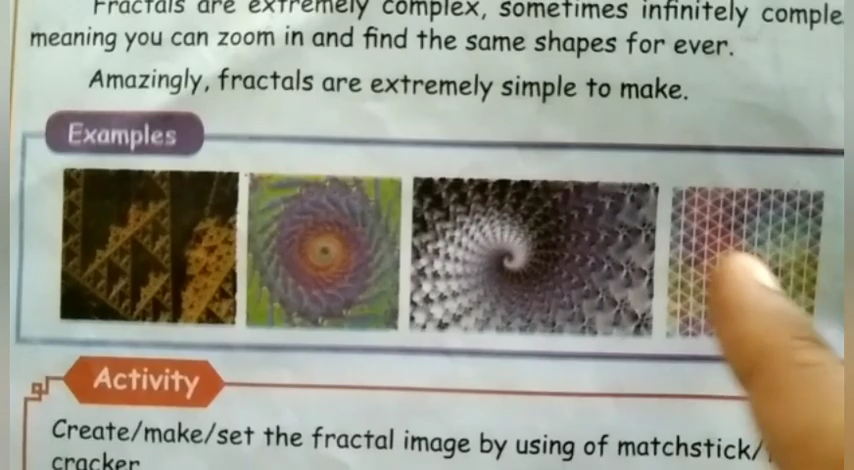 Fractals are extremely complex, sometimes infinitely comple
meaning you can zoom in and find the same shapes for ever.
Amazingly, fractals are extremely simple to make.
Examples
Activity
Create/make/set the fractal image by using of matchstick/
cracker